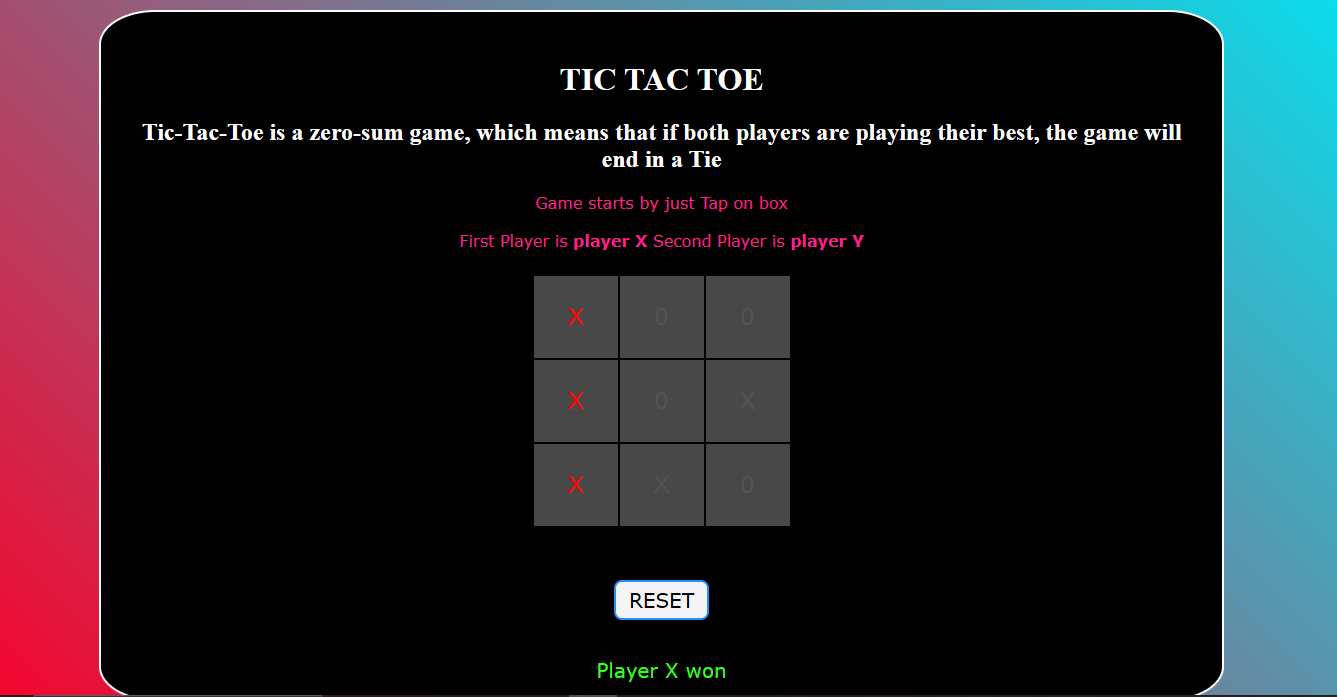 TIC TAC TOE
Tic-Tac-Toe is a zero-sum game, which means that if both players are playing their best, the game will
end in a Tie
Game starts by just Tap on box
First Player is player X Second Player is player Y
X 0 0
X 0 X
X X 0
RESET
Player X won